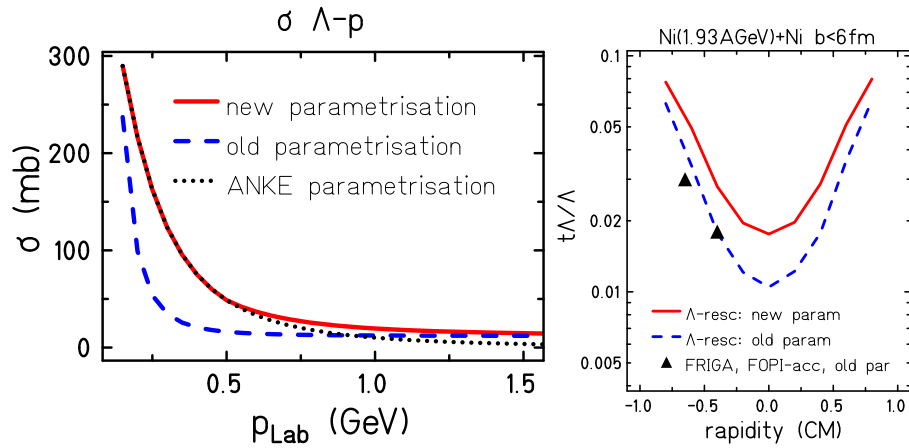 σ Λ-p
300
200
100
0
σ (mb)
new parametrisation
old parametrisation
ANKE parametrisation
0.5
1.0
1.5
pLab (GeV)
Ni(1.93AGeV)+Ni b<6fm
0.1
0.05
0.02
0.01
0.005
tΛ/Λ
Λ-resc: new param
Λ-resc: old param
FRIGA, FOPI-acc, old par
-1.0
-0.5
0.0
0.5
1.0
rapidity (CM)